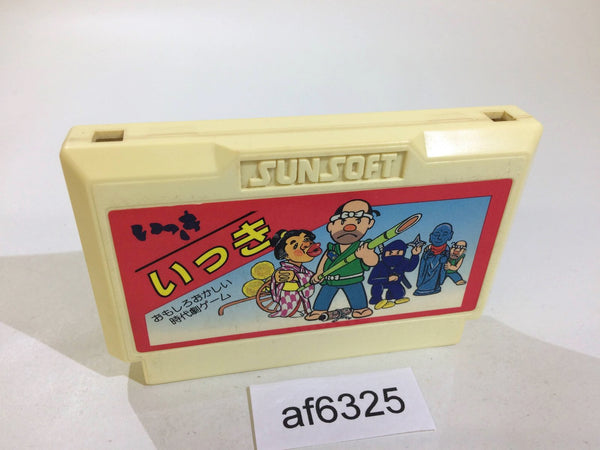 SUNSOFT
いっき
いっき
おもしろおかしい
時代劇ゲーム
af6325